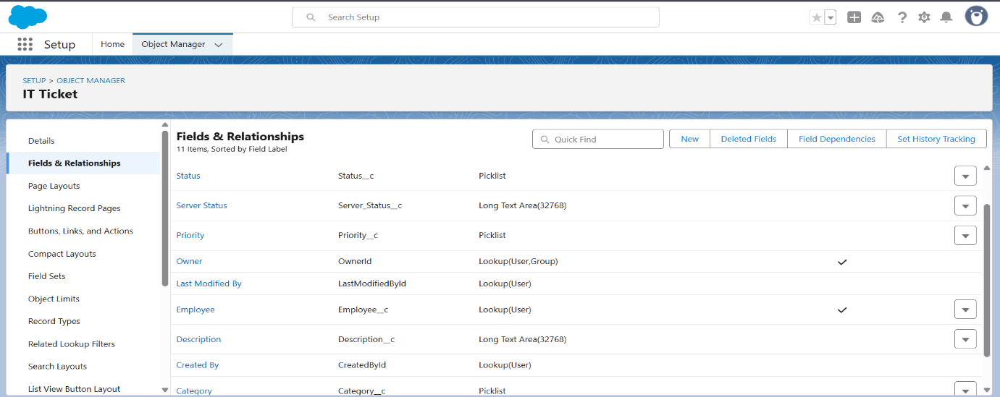 Search Setup
Setup Home Object Manager
SETUP > OBJECT MANAGER
IT Ticket
Details
Fields & Relationships
Page Layouts
Lightning Record Pages
Buttons, Links, and Actions
Compact Layouts
Field Sets
Object Limits
Record Types
Related Lookup Filters
Search Layouts
List View Button Layout
Fields & Relationships
11 Items, Sorted by Field Label
Quick Find New Deleted Fields Field Dependencies Set History Tracking
Status Status__c Picklist
Server Status Server_Status__c Long Text Area(32768)
Priority Priority__c Picklist
Owner OwnerId Lookup(User,Group)
Last Modified By LastModifiedById Lookup(User)
Employee Employee__c Lookup(User)
Description Description__c Long Text Area(32768)
Created By CreatedById Lookup(User)
Category Category__c Picklist